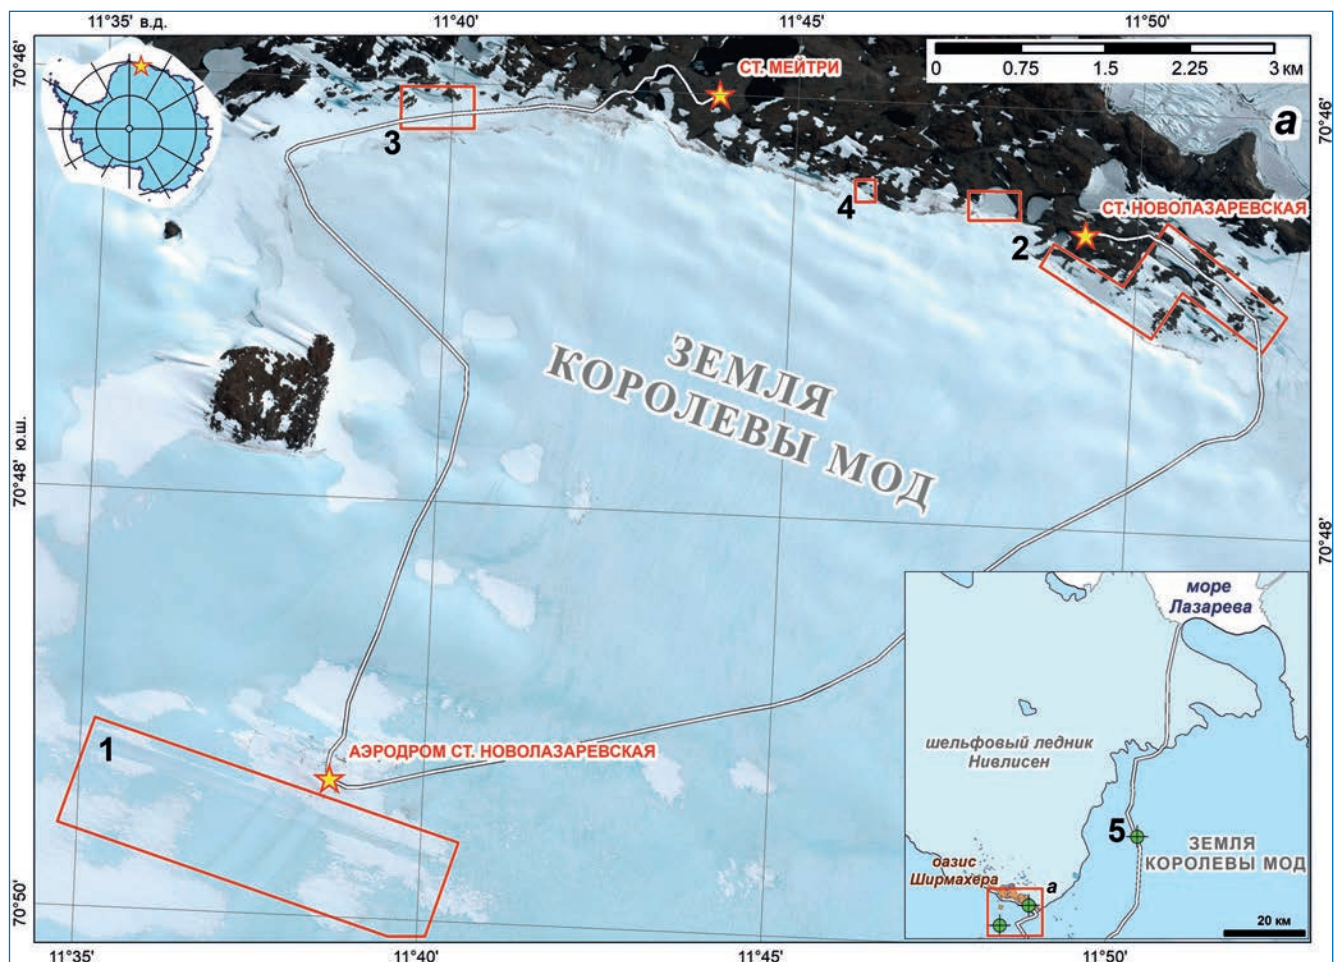 11°35' в.д.
11°40'
11°45'
11°50'
70°46'
СТ. МЕЙТРИ
0
0.75
1.5
2.25
3 км
а
70°46'
3
4
2
СТ. НОВОЛАЗАРЕВСКАЯ
ЗЕМЛЯ
КОРОЛЕВЫ МОД
70°48' ю.ш.
70°48'
1
АЭРОДРОМ СТ. НОВОЛАЗАРЕВСКАЯ
море
Лазарева
шельфовый ледник
Нивлисен
5
ЗЕМЛЯ
КОРОЛЕВЫ МОД
оазис
Ширмахера
а
20 км
70°50'
11°35'
11°40'
11°45'
11°50'